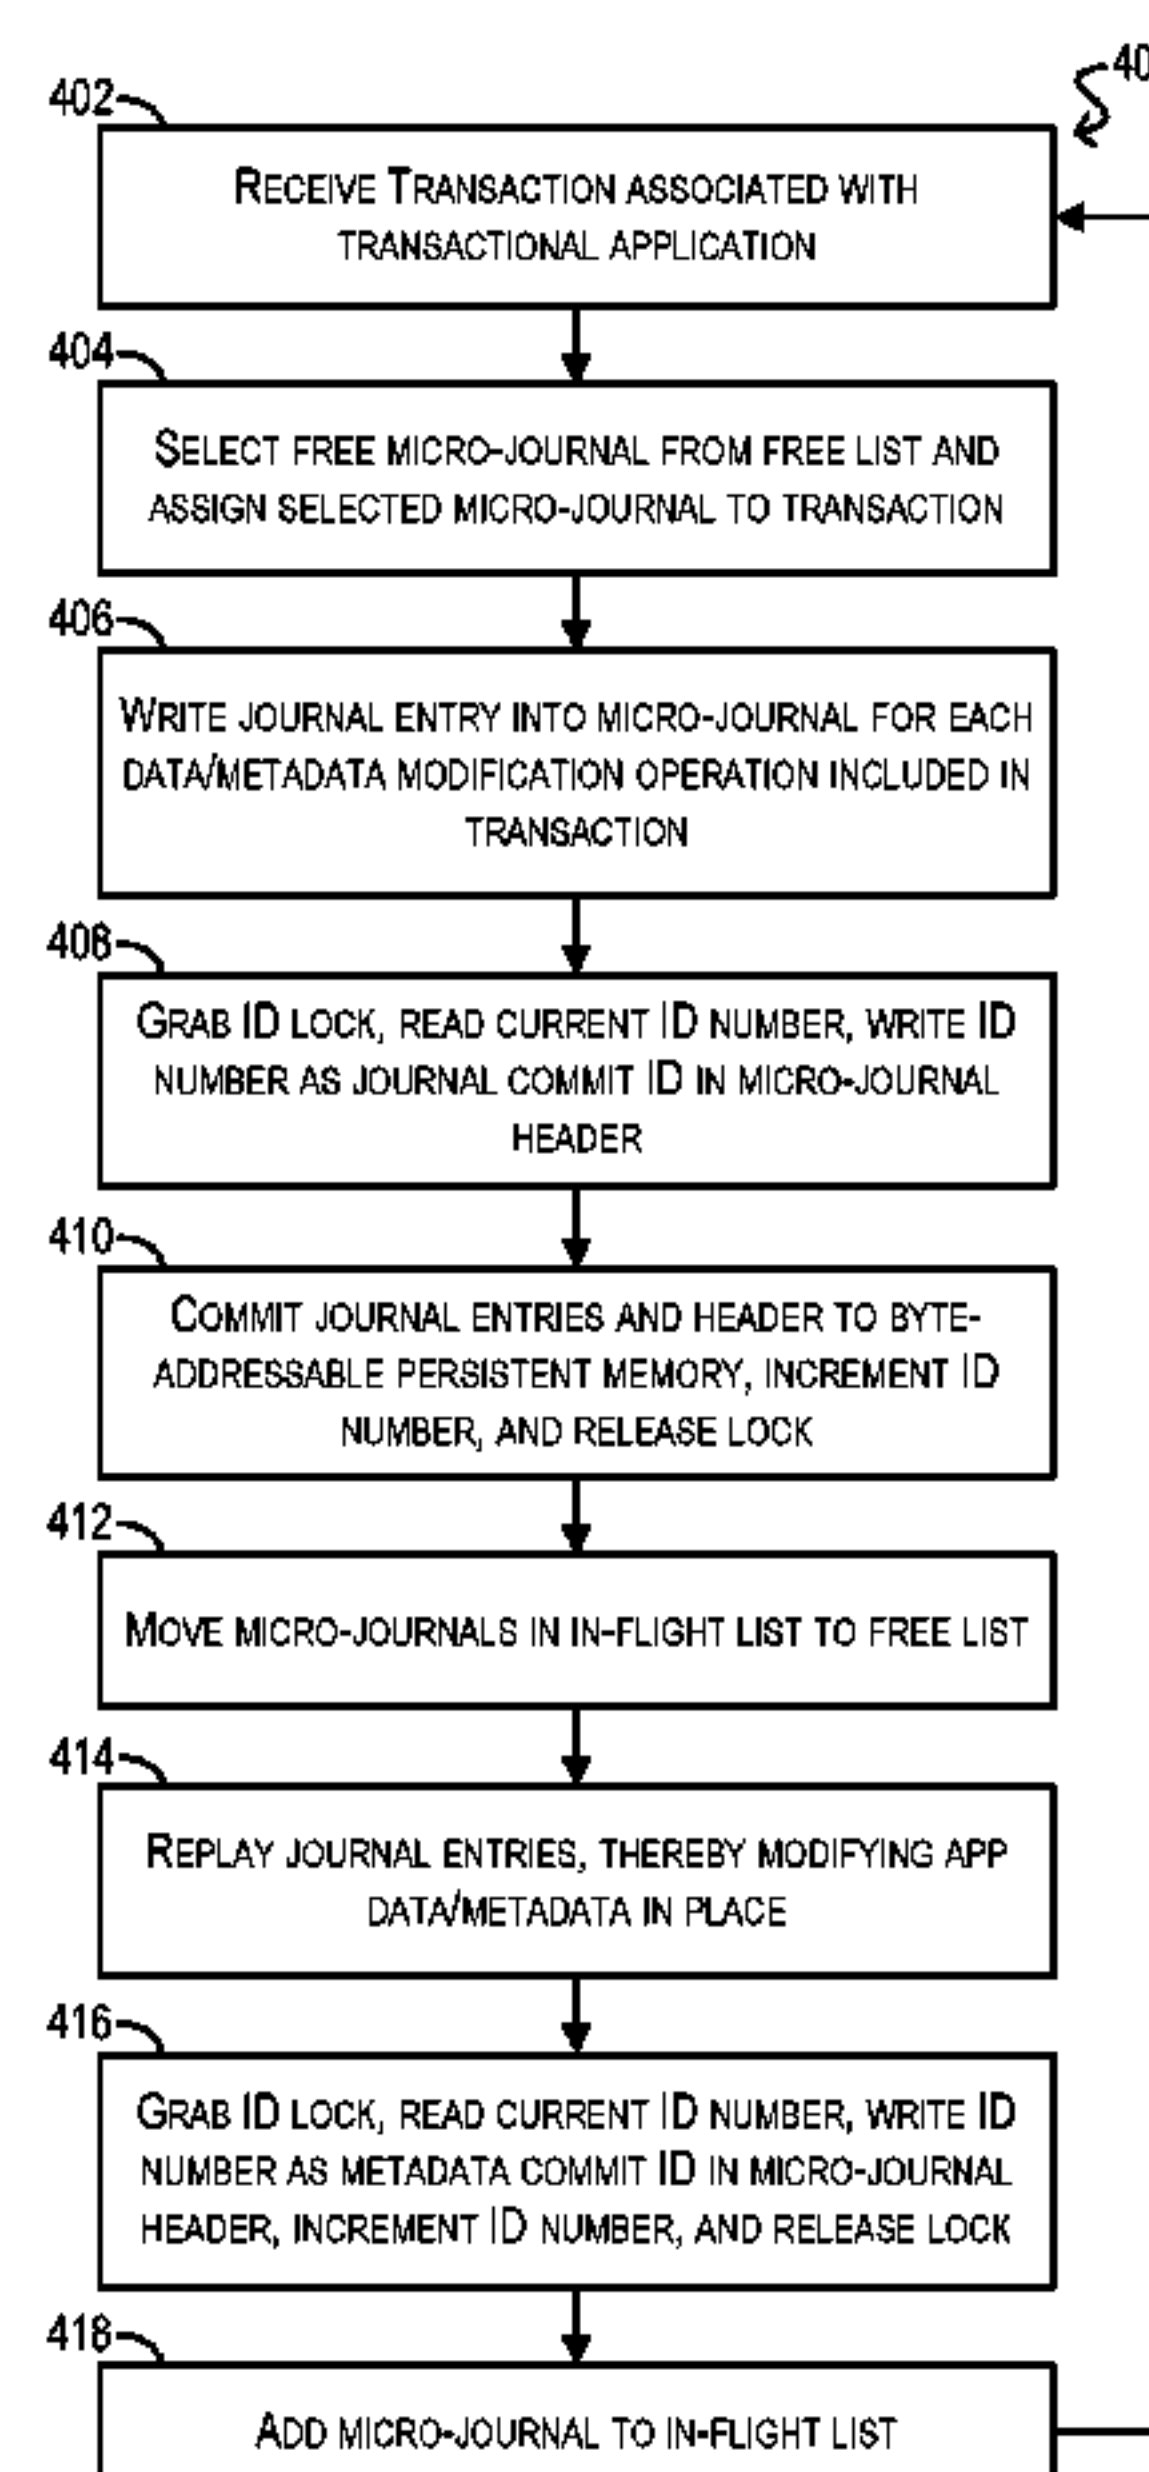 40
402
RECEIVE TRANSACTION ASSOCIATED WITH
TRANSACTIONAL APPLICATION
404
SELECT FREE MICRO-JOURNAL FROM FREE LIST AND
ASSIGN SELECTED MICRO-JOURNAL TO TRANSACTION
406
WRITE JOURNAL ENTRY INTO MICRO-JOURNAL FOR EACH
DATA/METADATA MODIFICATION OPERATION INCLUDED IN
TRANSACTION
408
GRAB ID LOCK, READ CURRENT ID NUMBER, WRITE ID
NUMBER AS JOURNAL COMMIT ID IN MICRO-JOURNAL
HEADER
410
COMMIT JOURNAL ENTRIES AND HEADER TO BYTE-
ADDRESSABLE PERSISTENT MEMORY, INCREMENT ID
NUMBER, AND RELEASE LOCK
412
MOVE MICRO-JOURNALS IN IN-FLIGHT LIST TO FREE LIST
414
REPLAY JOURNAL ENTRIES, THEREBY MODIFYING APP
DATA/METADATA IN PLACE
416
GRAB ID LOCK, READ CURRENT ID NUMBER, WRITE ID
NUMBER AS METADATA COMMIT ID IN MICRO-JOURNAL
HEADER, INCREMENT ID NUMBER, AND RELEASE LOCK
418
ADD MICRO-JOURNAL TO IN-FLIGHT LIST